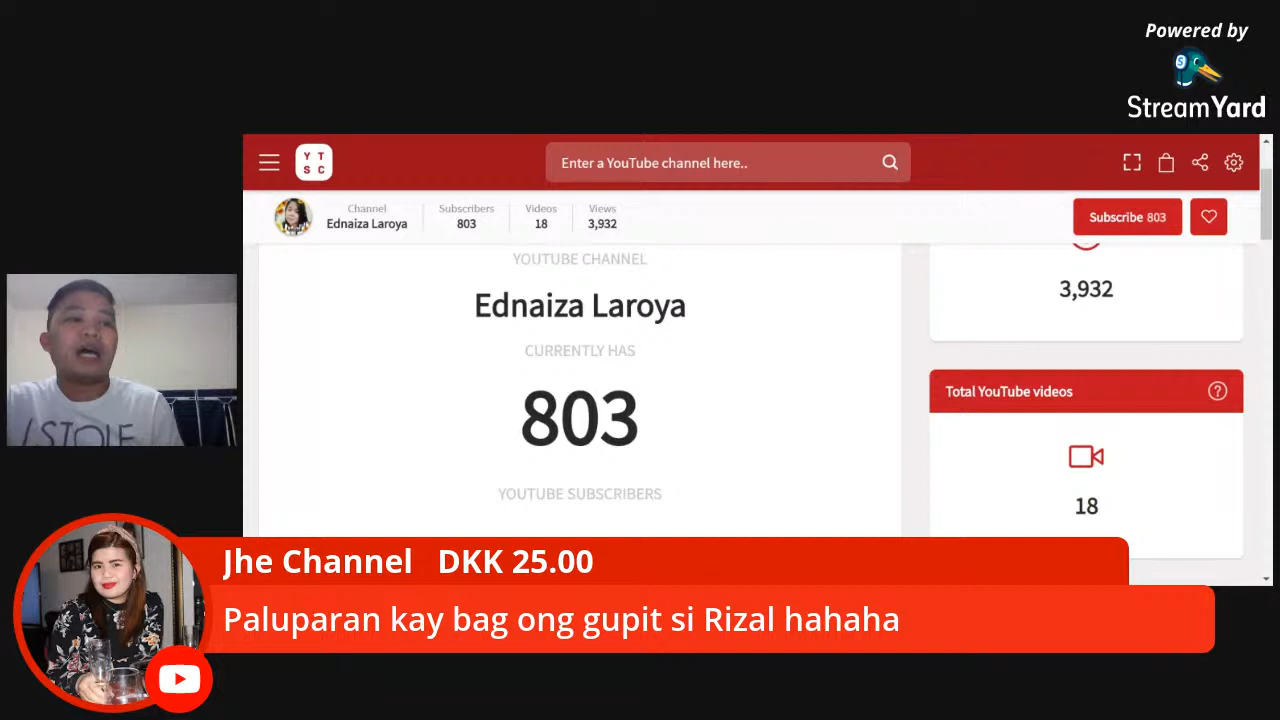 Powered by
StreamYard
Y T
S C
Enter a YouTube channel here..
Channel
Ednaiza Laroya
Subscribers
803
Videos
18
Views
3,932
Subscribe 803
YOUTUBE CHANNEL
Ednaiza Laroya
CURRENTLY HAS
803
YOUTUBE SUBSCRIBERS
3,932
Total YouTube videos
18
I STOLE
Jhe Channel DKK 25.00
Paluparan kay bag ong gupit si Rizal hahaha